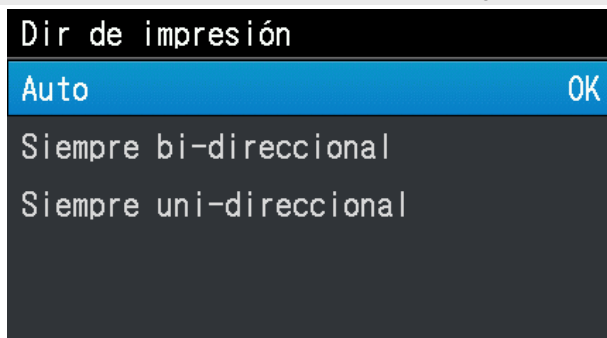 Dir de impresión
Auto OK
Siempre bi-direccional
Siempre uni-direccional